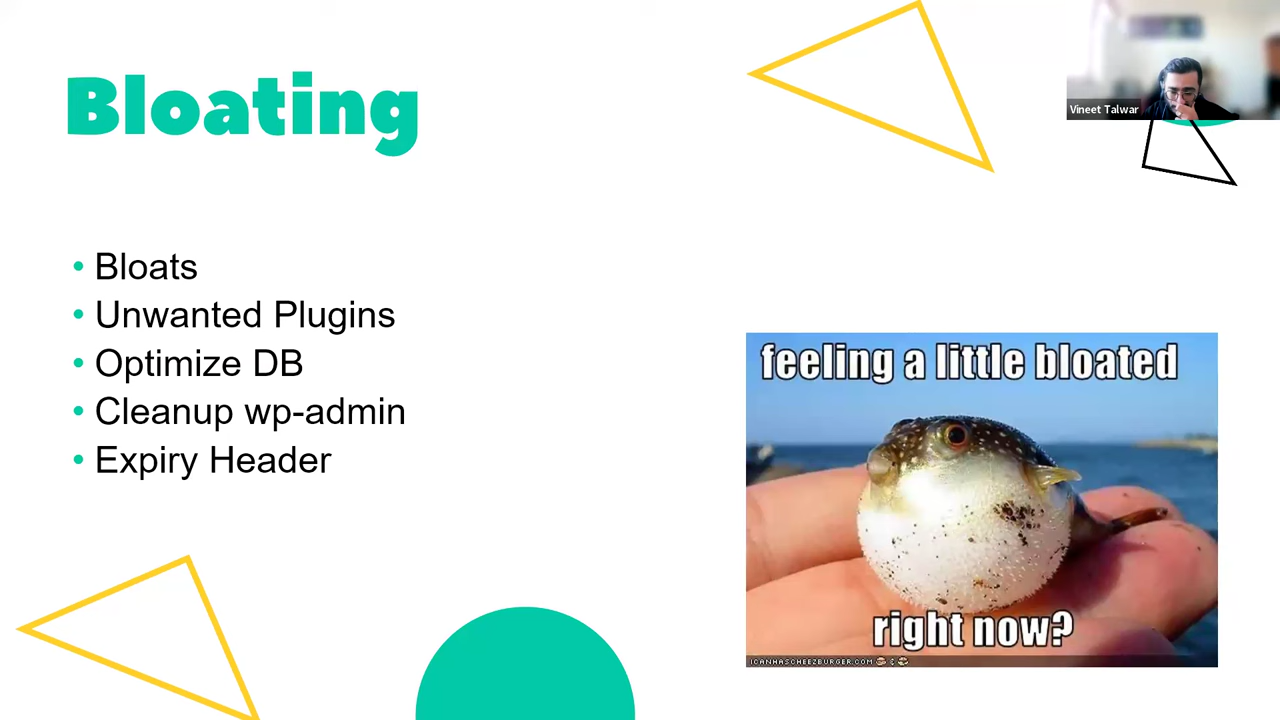 Bloating
Vineet Talwar
• Bloats
• Unwanted Plugins
• Optimize DB
• Cleanup wp-admin
• Expiry Header
feeling a little bloated
right now?
ICANHASCHEEZBURGER.COM